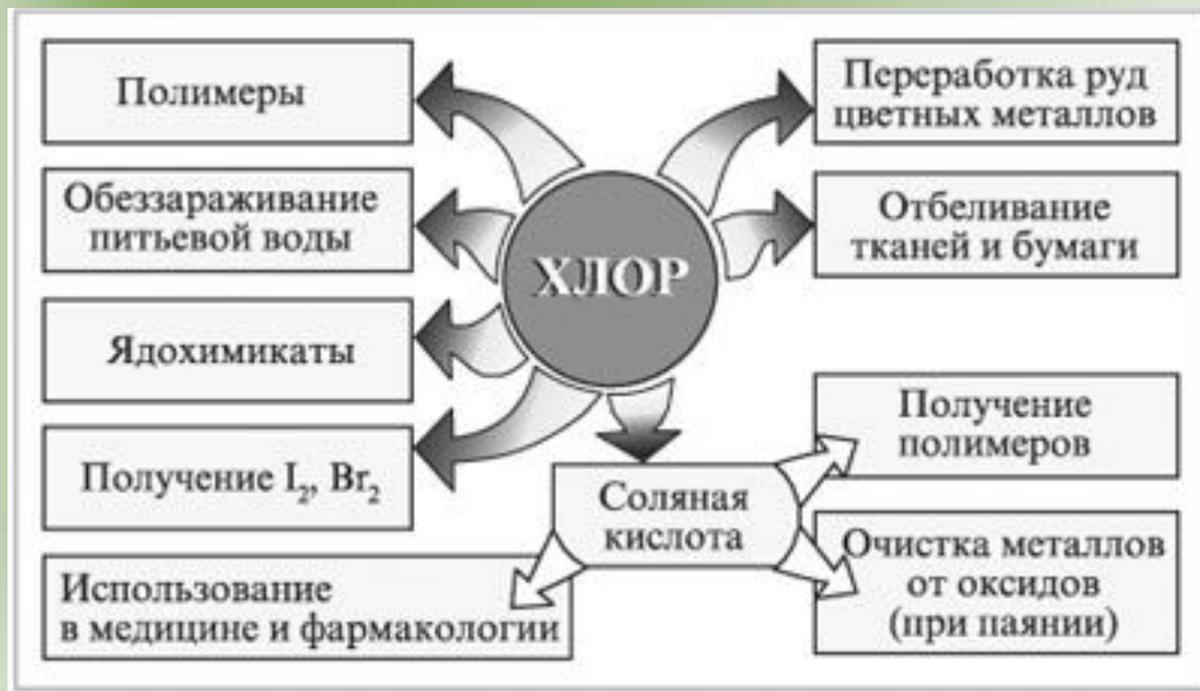 Полимеры
Обеззараживание
питьевой воды
Ядохимикаты
Получение I₂, Br₂
Использование
в медицине и фармакологии
ХЛОР
Соляная
кислота
Переработка руд
цветных металлов
Отбеливание
тканей и бумаги
Получение
полимеров
Очистка металлов
от оксидов
(при паянии)